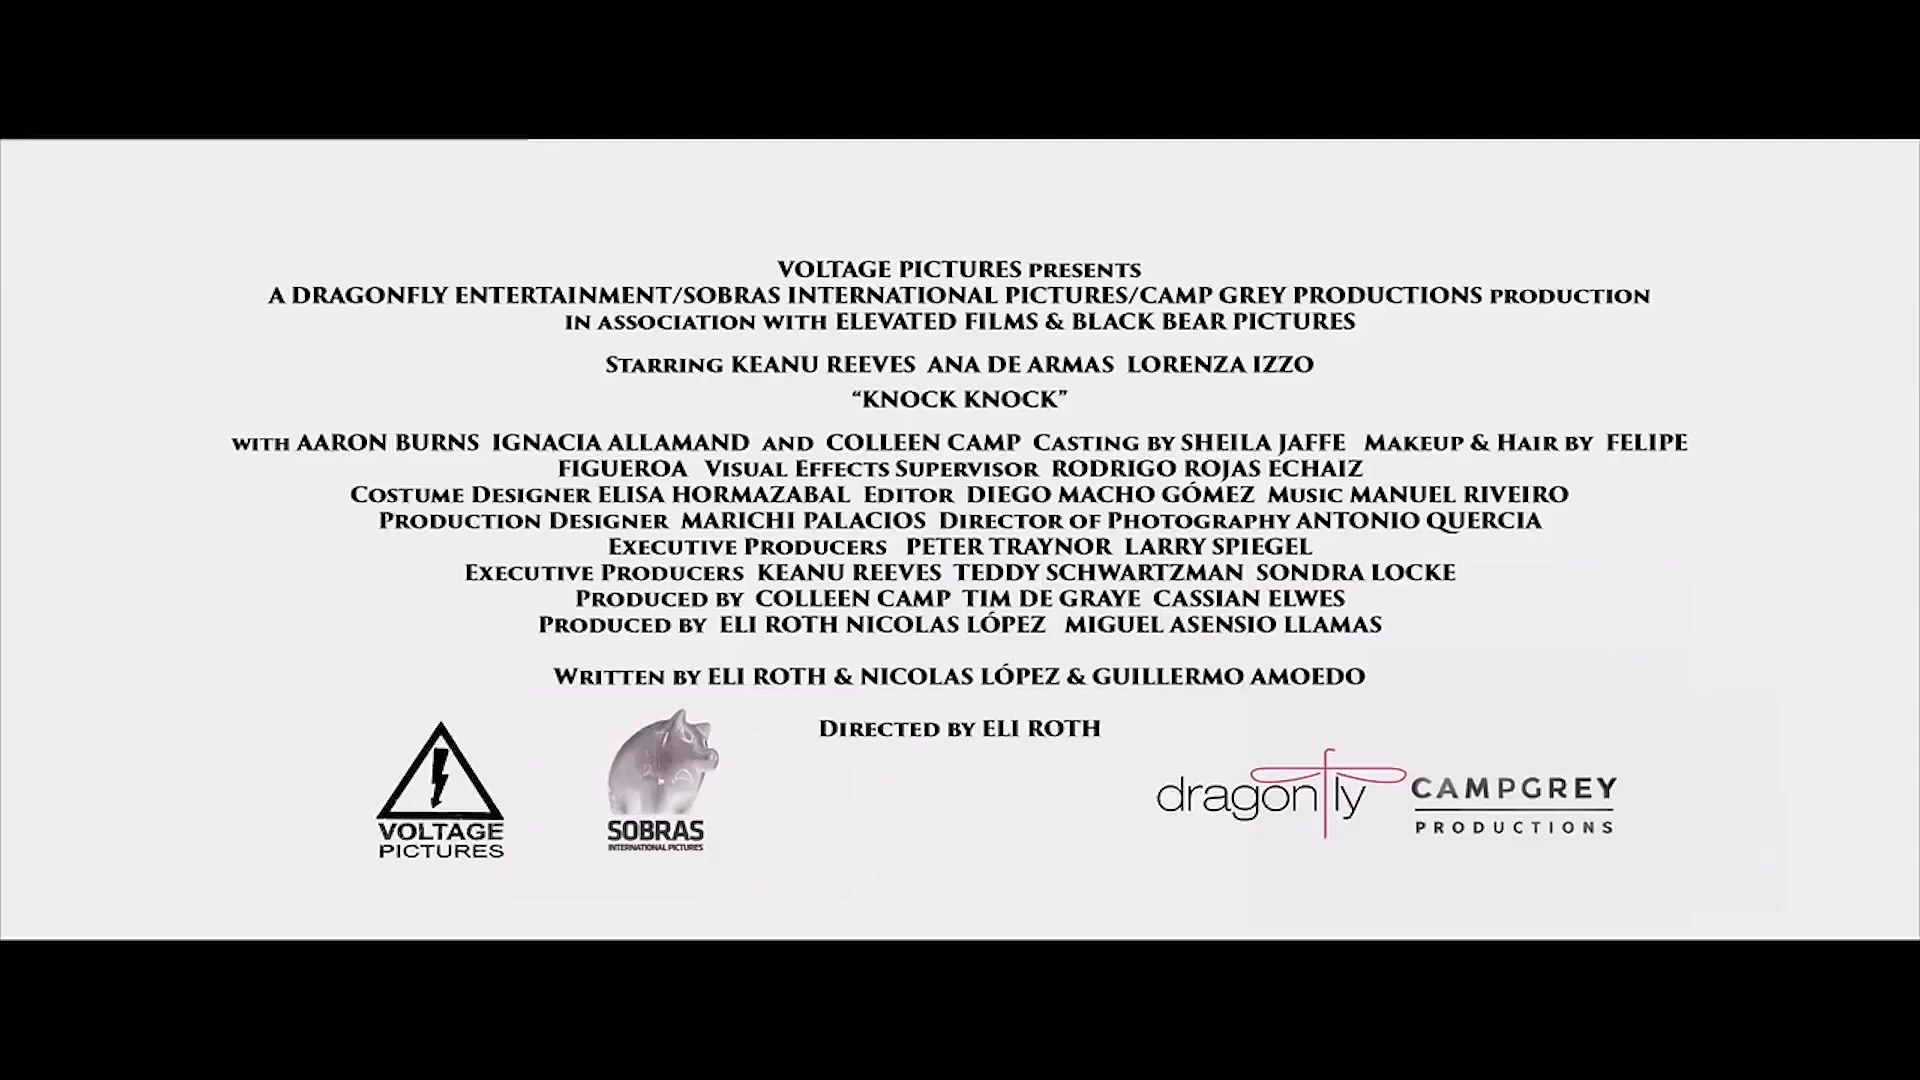 VOLTAGE PICTURES PRESENTS
A DRAGONFLY ENTERTAINMENT/SOBRAS INTERNATIONAL PICTURES/CAMP GREY PRODUCTIONS PRODUCTION
IN ASSOCIATION WITH ELEVATED FILMS & BLACK BEAR PICTURES
STARRING KEANU REEVES ANA DE ARMAS LORENZA IZZO
“KNOCK KNOCK”
WITH AARON BURNS IGNACIA ALLAMAND AND COLLEEN CAMP CASTING BY SHEILA JAFFE MAKEUP & HAIR BY FELIPE
FIGUEROA VISUAL EFFECTS SUPERVISOR RODRIGO ROJAS ECHAIZ
COSTUME DESIGNER ELISA HORMAZABAL EDITOR DIEGO MACHO GÓMEZ MUSIC MANUEL RIVEIRO
PRODUCTION DESIGNER MARICHI PALACIOS DIRECTOR OF PHOTOGRAPHY ANTONIO QUERCIA
EXECUTIVE PRODUCERS PETER TRAYNOR LARRY SPIEGEL
EXECUTIVE PRODUCERS KEANU REEVES TEDDY SCHWARTZMAN SONDRA LOCKE
PRODUCED BY COLLEEN CAMP TIM DE GRAYE CASSIAN ELWES
PRODUCED BY ELI ROTH NICOLAS LÓPEZ MIGUEL ASENSIO LLAMAS
WRITTEN BY ELI ROTH & NICOLAS LÓPEZ & GUILLERMO AMOEDO
DIRECTED BY ELI ROTH
VOLTAGE
PICTURES
SOBRAS
INTERNATIONAL PICTURES
dragonfly
CAMPGREY
PRODUCTIONS